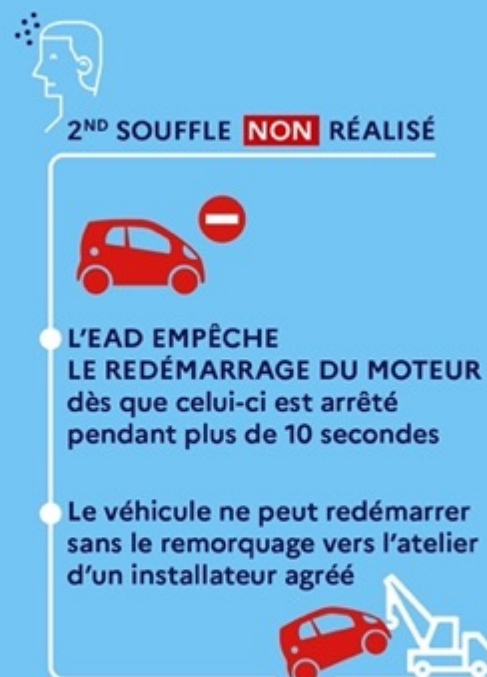 2ND SOUFFLE NON RÉALISÉ
L'EAD EMPÊCHE
LE REDÉMARRAGE DU MOTEUR
dès que celui-ci est arrêté
pendant plus de 10 secondes
Le véhicule ne peut redémarrer
sans le remorquage vers l'atelier
d'un installateur agréé